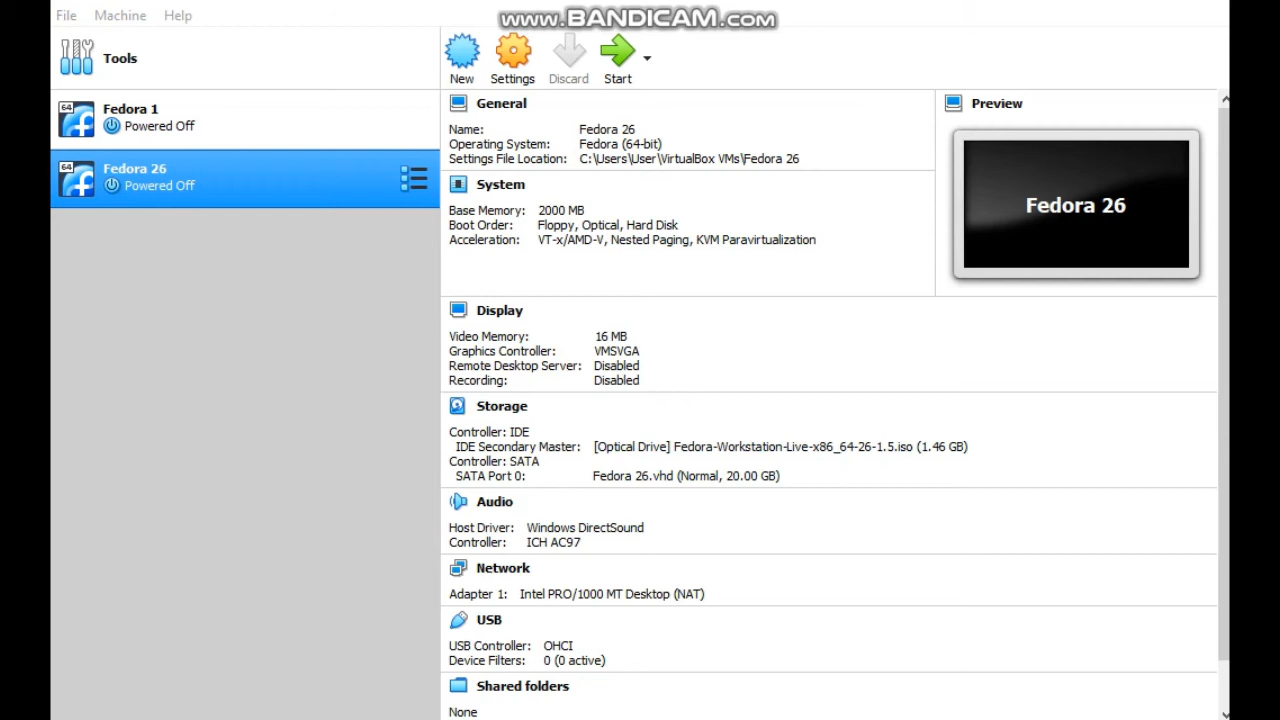 www.BANDICAM.com
File Machine Help
Tools
New Settings Discard Start
64 Fedora 1
Powered Off
64 Fedora 26
Powered Off
General
Name: Fedora 26
Operating System: Fedora (64-bit)
Settings File Location: C:\Users\User\VirtualBox VMs\Fedora 26
System
Base Memory: 2000 MB
Boot Order: Floppy, Optical, Hard Disk
Acceleration: VT-x/AMD-V, Nested Paging, KVM Paravirtualization
Preview
Fedora 26
Display
Video Memory: 16 MB
Graphics Controller: VMSVGA
Remote Desktop Server: Disabled
Recording: Disabled
Storage
Controller: IDE
IDE Secondary Master: [Optical Drive] Fedora-Workstation-Live-x86_64-26-1.5.iso (1.46 GB)
Controller: SATA
SATA Port 0: Fedora 26.vhd (Normal, 20.00 GB)
Audio
Host Driver: Windows DirectSound
Controller: ICH AC97
Network
Adapter 1: Intel PRO/1000 MT Desktop (NAT)
USB
USB Controller: OHCI
Device Filters: 0 (0 active)
Shared folders
None